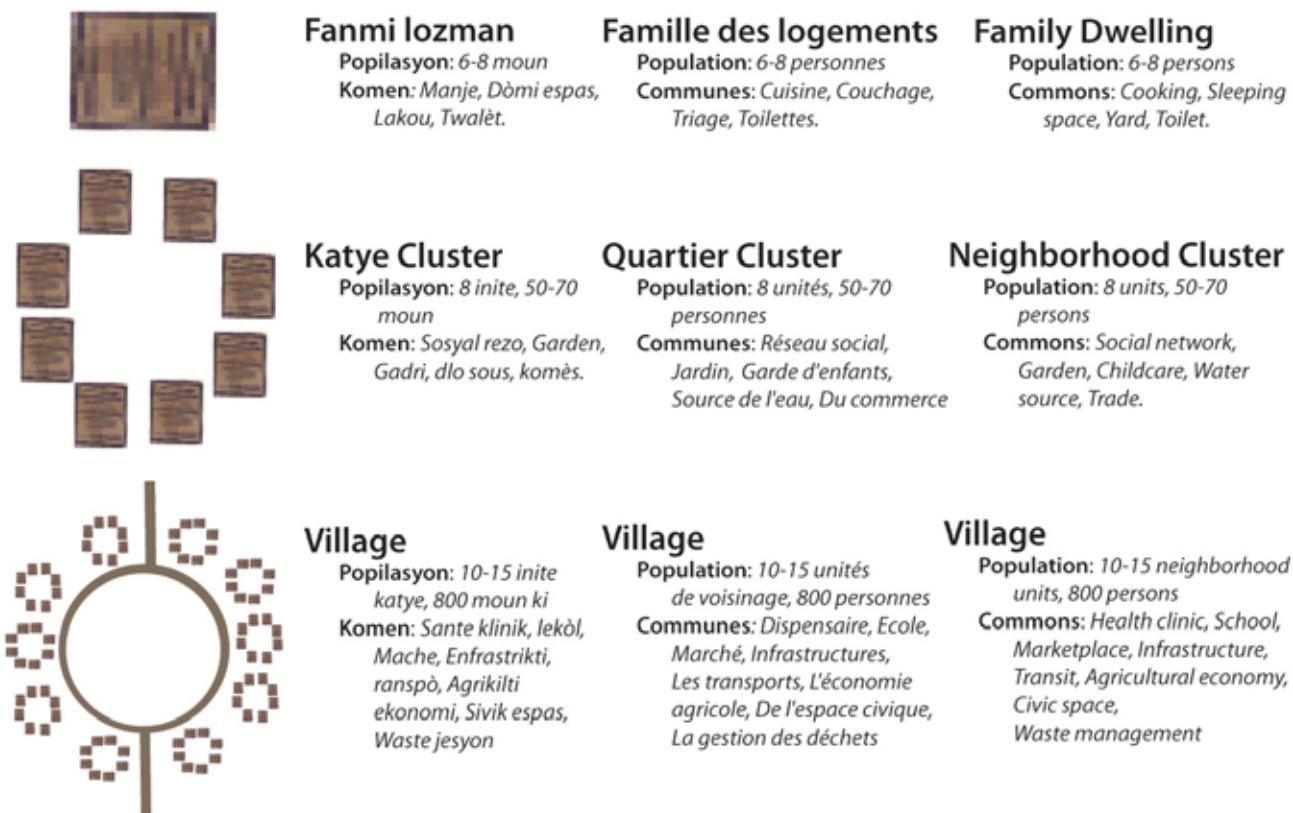 Fanmi lozman
Popilasyon: 6-8 moun
Komen: Manje, Dòmi espas,
Lakou, Twalèt.
Famille des logements
Population: 6-8 personnes
Communes: Cuisine, Couchage,
Triage, Toilettes.
Family Dwelling
Population: 6-8 persons
Commons: Cooking, Sleeping
space, Yard, Toilet.
Katye Cluster
Popilasyon: 8 inite, 50-70
moun
Komen: Sosyal rezo, Garden,
Gadri, dlo sous, komès.
Quartier Cluster
Population: 8 unités, 50-70
personnes
Communes: Réseau social,
Jardin, Garde d'enfants,
Source de l'eau, Du commerce
Neighborhood Cluster
Population: 8 units, 50-70
persons
Commons: Social network,
Garden, Childcare, Water
source, Trade.
Village
Popilasyon: 10-15 inite
katye, 800 moun ki
Komen: Sante klinik, lekòl,
Mache, Enfrastrikti,
ranspò, Agrikilti
ekonomi, Sivik espas,
Waste jesyon
Village
Population: 10-15 unités
de voisinage, 800 personnes
Communes: Dispensaire, Ecole,
Marché, Infrastructures,
Les transports, L'économie
agricole, De l'espace civique,
La gestion des déchets
Village
Population: 10-15 neighborhood
units, 800 persons
Commons: Health clinic, School,
Marketplace, Infrastructure,
Transit, Agricultural economy,
Civic space,
Waste management